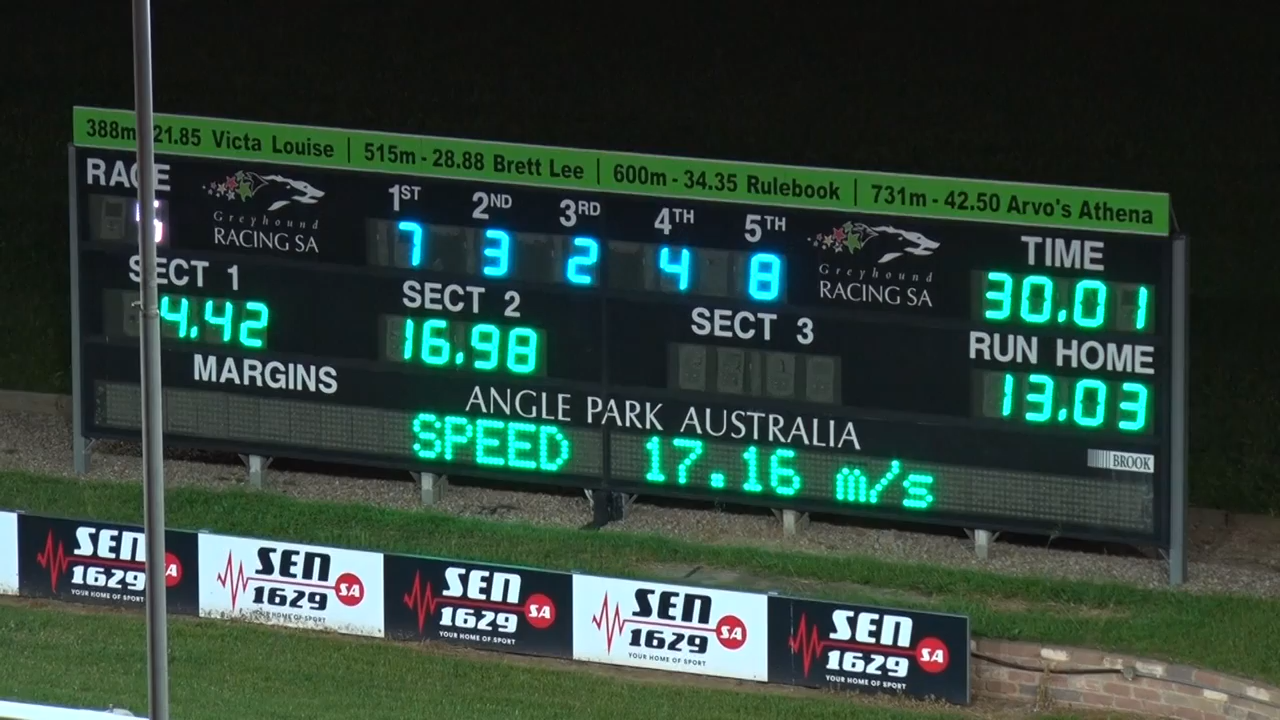 388m 21.85 Victa Louise | 515m - 28.88 Brett Lee | 600m - 34.35 Rulebook | 731m - 42.50 Arvo's Athena
RACE
Greyhound
RACING SA
1ST 2ND 3RD 4TH 5TH
7 3 2 4 8
Greyhound
RACING SA
TIME
30.01
SECT 1
4.42
SECT 2
16.98
SECT 3
RUN HOME
13.03
MARGINS
ANGLE PARK AUSTRALIA
SPEED 17.16 m/s
BROOK
SEN
1629 SA
YOUR HOME OF SPORT
SEN
1629 SA
YOUR HOME OF SPORT
SEN
1629 SA
YOUR HOME OF SPORT
SEN
1629 SA
YOUR HOME OF SPORT
SEN
1629 SA
YOUR HOME OF SPORT